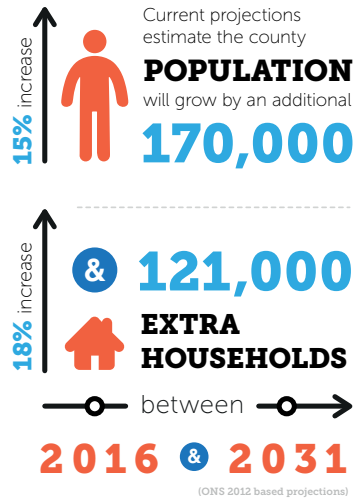 Current projections
estimate the county
POPULATION
will grow by an additional
170,000
15% increase
& 121,000
EXTRA
HOUSEHOLDS
18% increase
between
2016 & 2031
(ONS 2012 based projections)